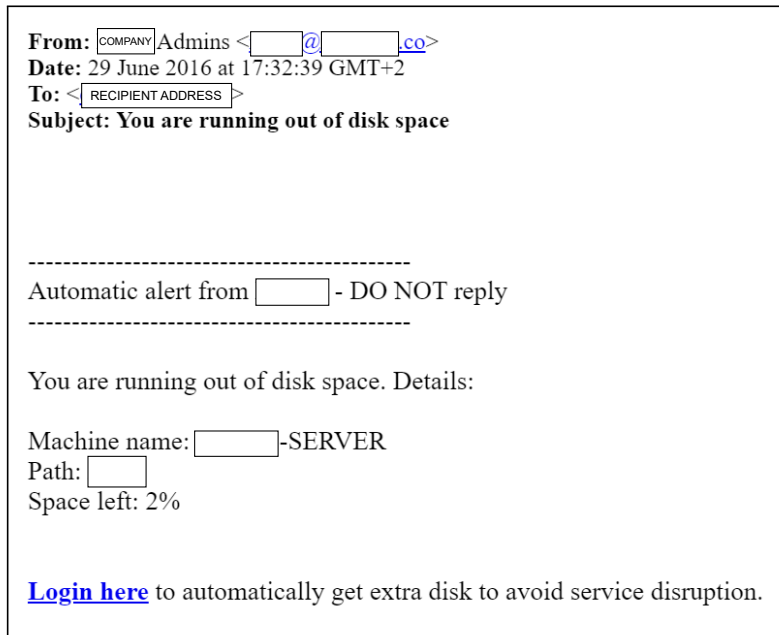 From: COMPANY Admins < @ .co>
Date: 29 June 2016 at 17:32:39 GMT+2
To: < RECIPIENT ADDRESS >
Subject: You are running out of disk space
--------------------------------------------
Automatic alert from - DO NOT reply
--------------------------------------------
You are running out of disk space. Details:
Machine name: -SERVER
Path:
Space left: 2%
Login here to automatically get extra disk to avoid service disruption.